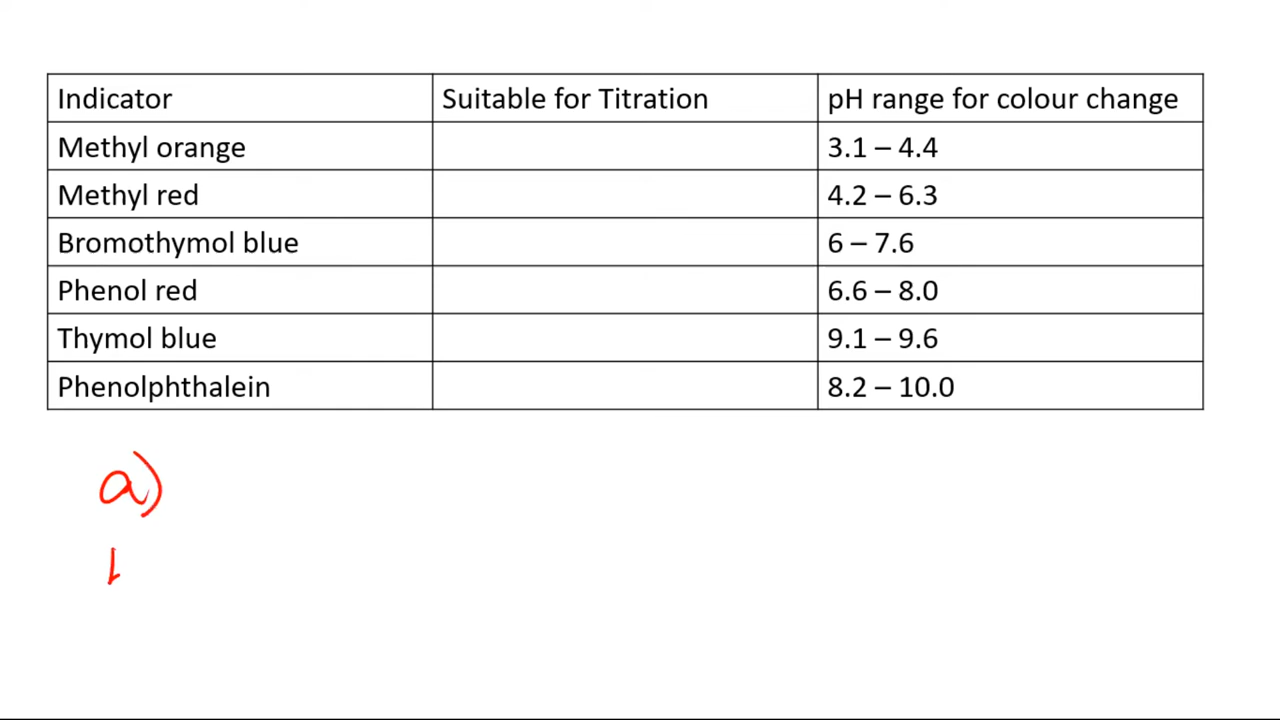 Indicator Suitable for Titration pH range for colour change
Methyl orange 3.1 – 4.4
Methyl red 4.2 – 6.3
Bromothymol blue 6 – 7.6
Phenol red 6.6 – 8.0
Thymol blue 9.1 – 9.6
Phenolphthalein 8.2 – 10.0
a)